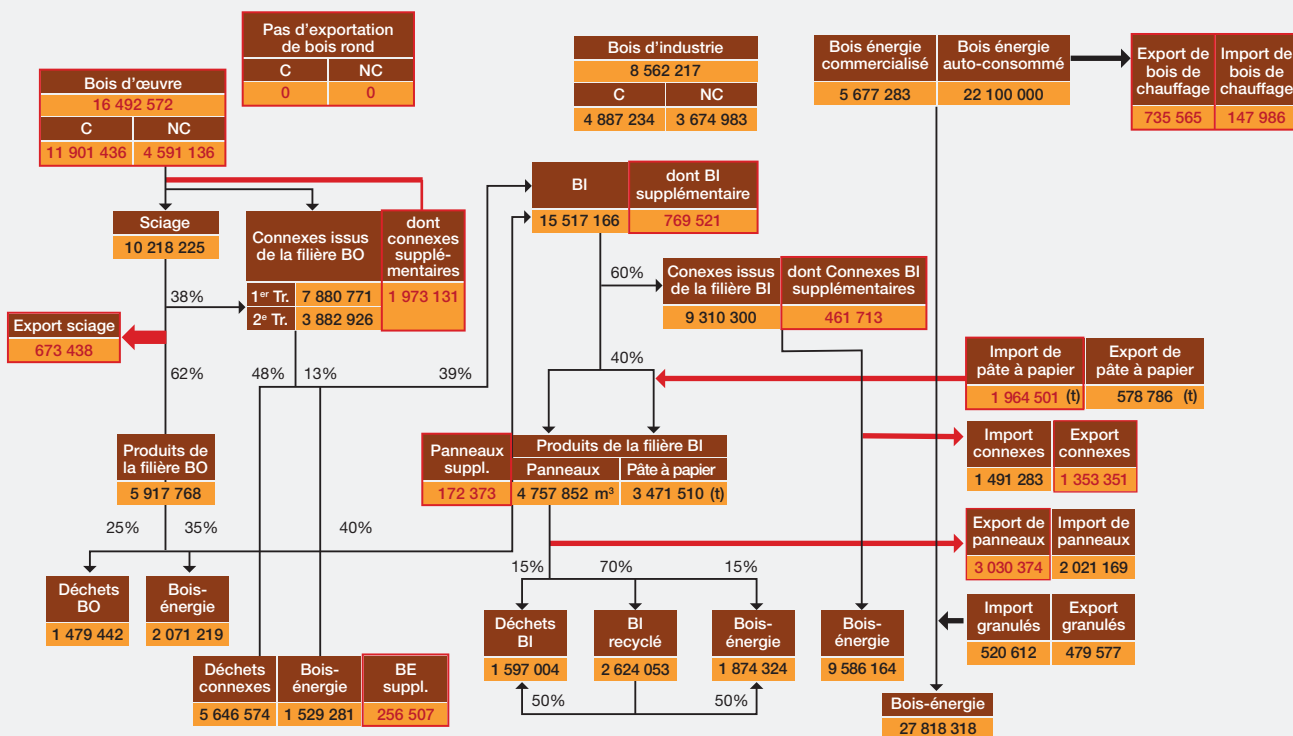 Pas d'exportation
de bois rond
C NC
0 0
Bois d'œuvre
16 492 572
C NC
11 901 436 4 591 136
Bois d'industrie
8 562 217
C NC
4 887 234 3 674 983
Bois énergie
commercialisé
5 677 283
Bois énergie
auto-consommé
22 100 000
Export de
bois de
chauffage
735 565
Import de
bois de
chauffage
147 986
Sciage
10 218 225
Connexes issus
de la filière BO
1er Tr. 7 880 771
2e Tr. 3 882 926
dont
connexes
supplé-
mentaires
1 973 131
BI
15 517 166
dont BI
supplémentaire
769 521
38%
60%
Conexes issus
de la filière BI
9 310 300
dont Connexes BI
supplémentaires
461 713
Export sciage
673 438
62%
48%
13%
39%
40%
Import de
pâte à papier
1 964 501 (t)
Export de
pâte à papier
578 786 (t)
Produits de
la filière BO
5 917 768
Panneaux
suppl.
172 373
Produits de la filière BI
Panneaux Pâte à papier
4 757 852 m³ 3 471 510 (t)
Import
connexes
1 491 283
Export
connexes
1 353 351
25%
35%
40%
Export de
panneaux
3 030 374
Import de
panneaux
2 021 169
15%
70%
15%
Déchets
BO
1 479 442
Bois-
énergie
2 071 219
Déchets
BI
1 597 004
BI
recyclé
2 624 053
Bois-
énergie
1 874 324
Bois-
énergie
9 586 164
Import
granulés
520 612
Export
granulés
479 577
Déchets
connexes
5 646 574
Bois-
énergie
1 529 281
BE
suppl.
256 507
50%
50%
Bois-énergie
27 818 318